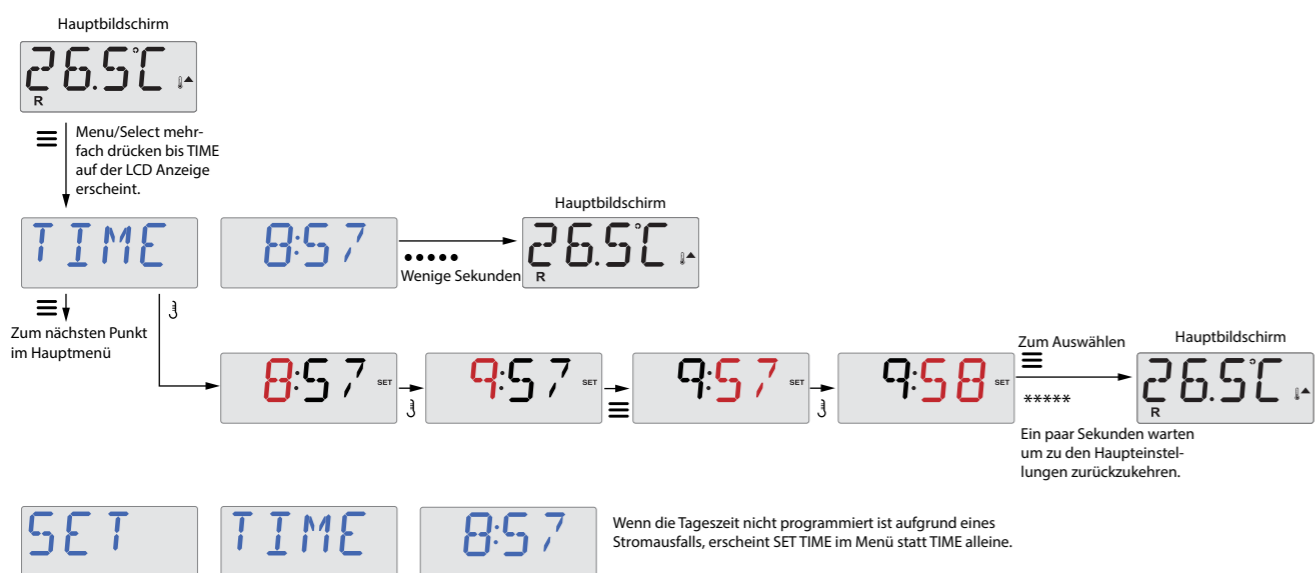 Hauptbildschirm
26.5°C
R
Menu/Select mehr-
fach drücken bis TIME
auf der LCD Anzeige
erscheint.
TIME
8:57
Wenige Sekunden
Hauptbildschirm
26.5°C
R
Zum nächsten Punkt
im Hauptmenü
8:57 SET
9:57 SET
9:57 SET
9:58 SET
Zum Auswählen
*****
Ein paar Sekunden warten
um zu den Haupteinstel-
lungen zurückzukehren.
Hauptbildschirm
26.5°C
R
SET
TIME
8:57
Wenn die Tageszeit nicht programmiert ist aufgrund eines
Stromausfalls, erscheint SET TIME im Menü statt TIME alleine.